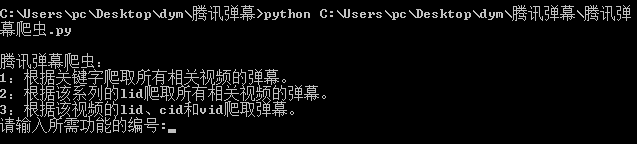 C:\Users\pc\Desktop\dym\腾讯弹幕>python C:\Users\pc\Desktop\dym\腾讯弹幕\腾讯弹
幕爬虫.py
腾讯弹幕爬虫：
1：根据关键字爬取所有相关视频的弹幕。
2：根据该系列的lid爬取所有相关视频的弹幕。
3：根据该视频的lid、cid和vid爬取弹幕。
请输入所需功能的编号:_